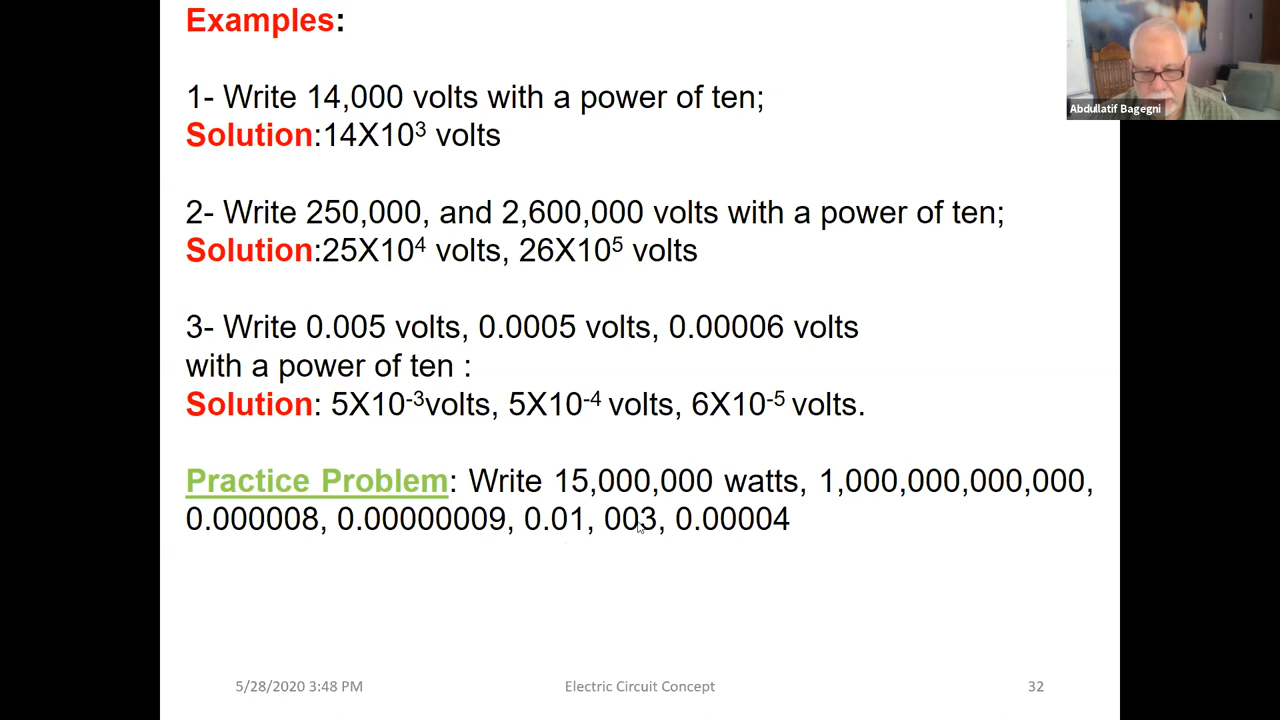 Examples:
1- Write 14,000 volts with a power of ten;
Solution:14X10³ volts
2- Write 250,000, and 2,600,000 volts with a power of ten;
Solution:25X10⁴ volts, 26X10⁵ volts
3- Write 0.005 volts, 0.0005 volts, 0.00006 volts
with a power of ten :
Solution: 5X10⁻³volts, 5X10⁻⁴ volts, 6X10⁻⁵ volts.
Practice Problem: Write 15,000,000 watts, 1,000,000,000,000,
0.000008, 0.00000009, 0.01, 003, 0.00004
5/28/2020 3:48 PM
Electric Circuit Concept
32
Abdullatif Bagegni